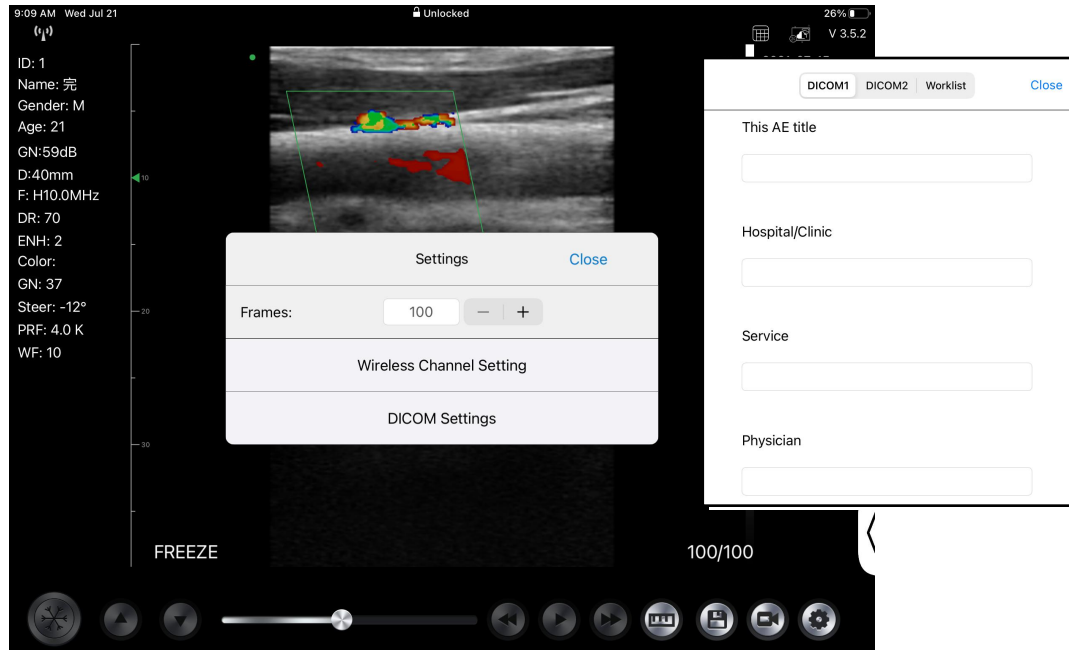 9:09 AM Wed Jul 21
Unlocked
26%
V 3.5.2
ID: 1
Name: 完
Gender: M
Age: 21
GN:59dB
D:40mm
F: H10.0MHz
DR: 70
ENH: 2
Color:
GN: 37
Steer: -12°
PRF: 4.0 K
WF: 10
10
20
30
Settings
Close
Frames:
100
Wireless Channel Setting
DICOM Settings
FREEZE
100/100
DICOM1
DICOM2
Worklist
Close
This AE title
Hospital/Clinic
Service
Physician